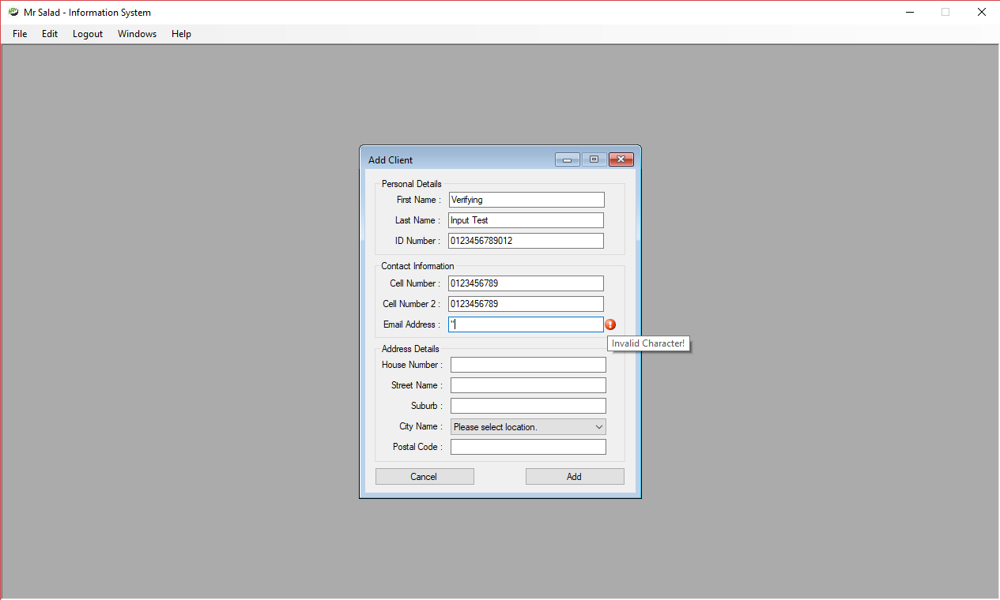 Mr Salad - Information System
File Edit Logout Windows Help
Add Client
Personal Details
First Name : Verifying
Last Name : Input Test
ID Number : 0123456789012
Contact Information
Cell Number : 0123456789
Cell Number 2 : 0123456789
Email Address : "
Invalid Character!
Address Details
House Number :
Street Name :
Suburb :
City Name : Please select location.
Postal Code :
Cancel Add